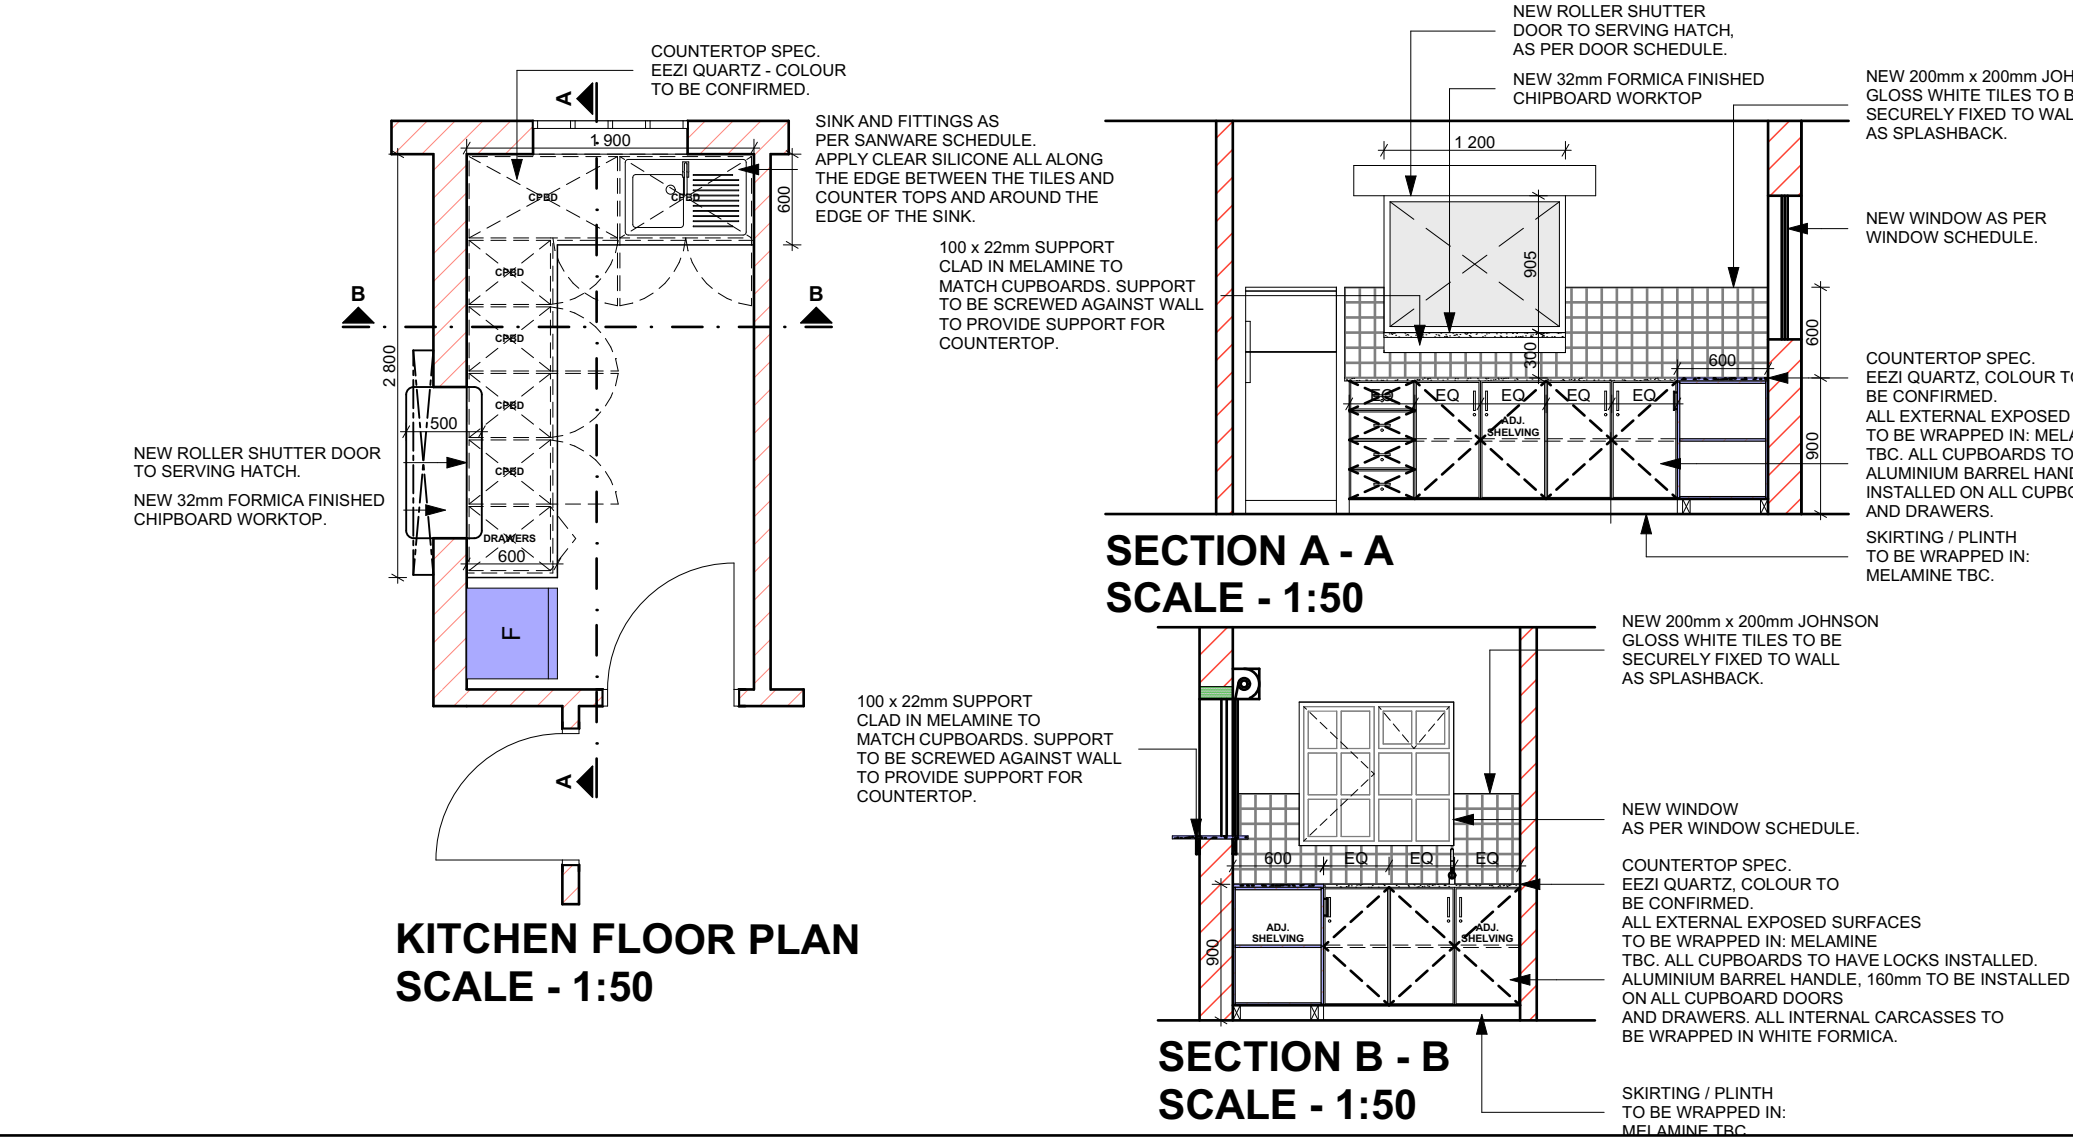 COUNTERTOP SPEC.
EEZI QUARTZ - COLOUR
TO BE CONFIRMED.
A
1 900
SINK AND FITTINGS AS
PER SANWARE SCHEDULE.
APPLY CLEAR SILICONE ALL ALONG
THE EDGE BETWEEN THE TILES AND
COUNTER TOPS AND AROUND THE
EDGE OF THE SINK.
CPBD
CPBD
600
CPBD
B
B
CPBD
2 800
CPBD
500
NEW ROLLER SHUTTER DOOR
TO SERVING HATCH.
CPBD
NEW 32mm FORMICA FINISHED
CHIPBOARD WORKTOP.
DRAWERS
600
F
A
KITCHEN FLOOR PLAN
SCALE - 1:50
NEW ROLLER SHUTTER
DOOR TO SERVING HATCH,
AS PER DOOR SCHEDULE.
NEW 32mm FORMICA FINISHED
CHIPBOARD WORKTOP
NEW 200mm x 200mm JOH
GLOSS WHITE TILES TO B
SECURELY FIXED TO WAL
AS SPLASHBACK.
1 200
NEW WINDOW AS PER
WINDOW SCHEDULE.
100 x 22mm SUPPORT
CLAD IN MELAMINE TO
MATCH CUPBOARDS. SUPPORT
TO BE SCREWED AGAINST WALL
TO PROVIDE SUPPORT FOR
COUNTERTOP.
905
300
600
600
EQ
EQ
EQ
EQ
EQ
ADJ.
SHELVING
900
COUNTERTOP SPEC.
EEZI QUARTZ, COLOUR TO
BE CONFIRMED.
ALL EXTERNAL EXPOSED
TO BE WRAPPED IN: MELA
TBC. ALL CUPBOARDS TO
ALUMINIUM BARREL HAND
INSTALLED ON ALL CUPBO
AND DRAWERS.
SKIRTING / PLINTH
TO BE WRAPPED IN:
MELAMINE TBC.
SECTION A - A
SCALE - 1:50
NEW 200mm x 200mm JOHNSON
GLOSS WHITE TILES TO BE
SECURELY FIXED TO WALL
AS SPLASHBACK.
100 x 22mm SUPPORT
CLAD IN MELAMINE TO
MATCH CUPBOARDS. SUPPORT
TO BE SCREWED AGAINST WALL
TO PROVIDE SUPPORT FOR
COUNTERTOP.
NEW WINDOW
AS PER WINDOW SCHEDULE.
600
EQ
EQ
EQ
ADJ.
SHELVING
ADJ.
SHELVING
900
COUNTERTOP SPEC.
EEZI QUARTZ, COLOUR TO
BE CONFIRMED.
ALL EXTERNAL EXPOSED SURFACES
TO BE WRAPPED IN: MELAMINE
TBC. ALL CUPBOARDS TO HAVE LOCKS INSTALLED.
ALUMINIUM BARREL HANDLE, 160mm TO BE INSTALLED
ON ALL CUPBOARD DOORS
AND DRAWERS. ALL INTERNAL CARCASSES TO
BE WRAPPED IN WHITE FORMICA.
SECTION B - B
SCALE - 1:50
SKIRTING / PLINTH
TO BE WRAPPED IN:
MELAMINE TBC